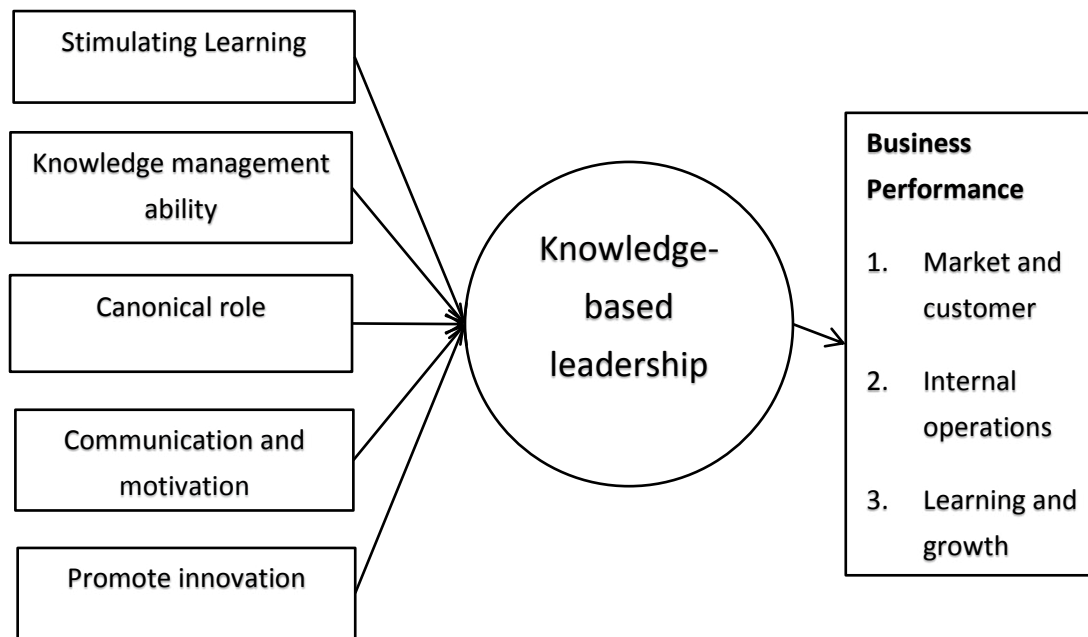 Stimulating Learning
Knowledge management
ability
Canonical role
Communication and
motivation
Promote innovation
Knowledge-
based
leadership
Business
Performance
1. Market and
customer
2. Internal
operations
3. Learning and
growth